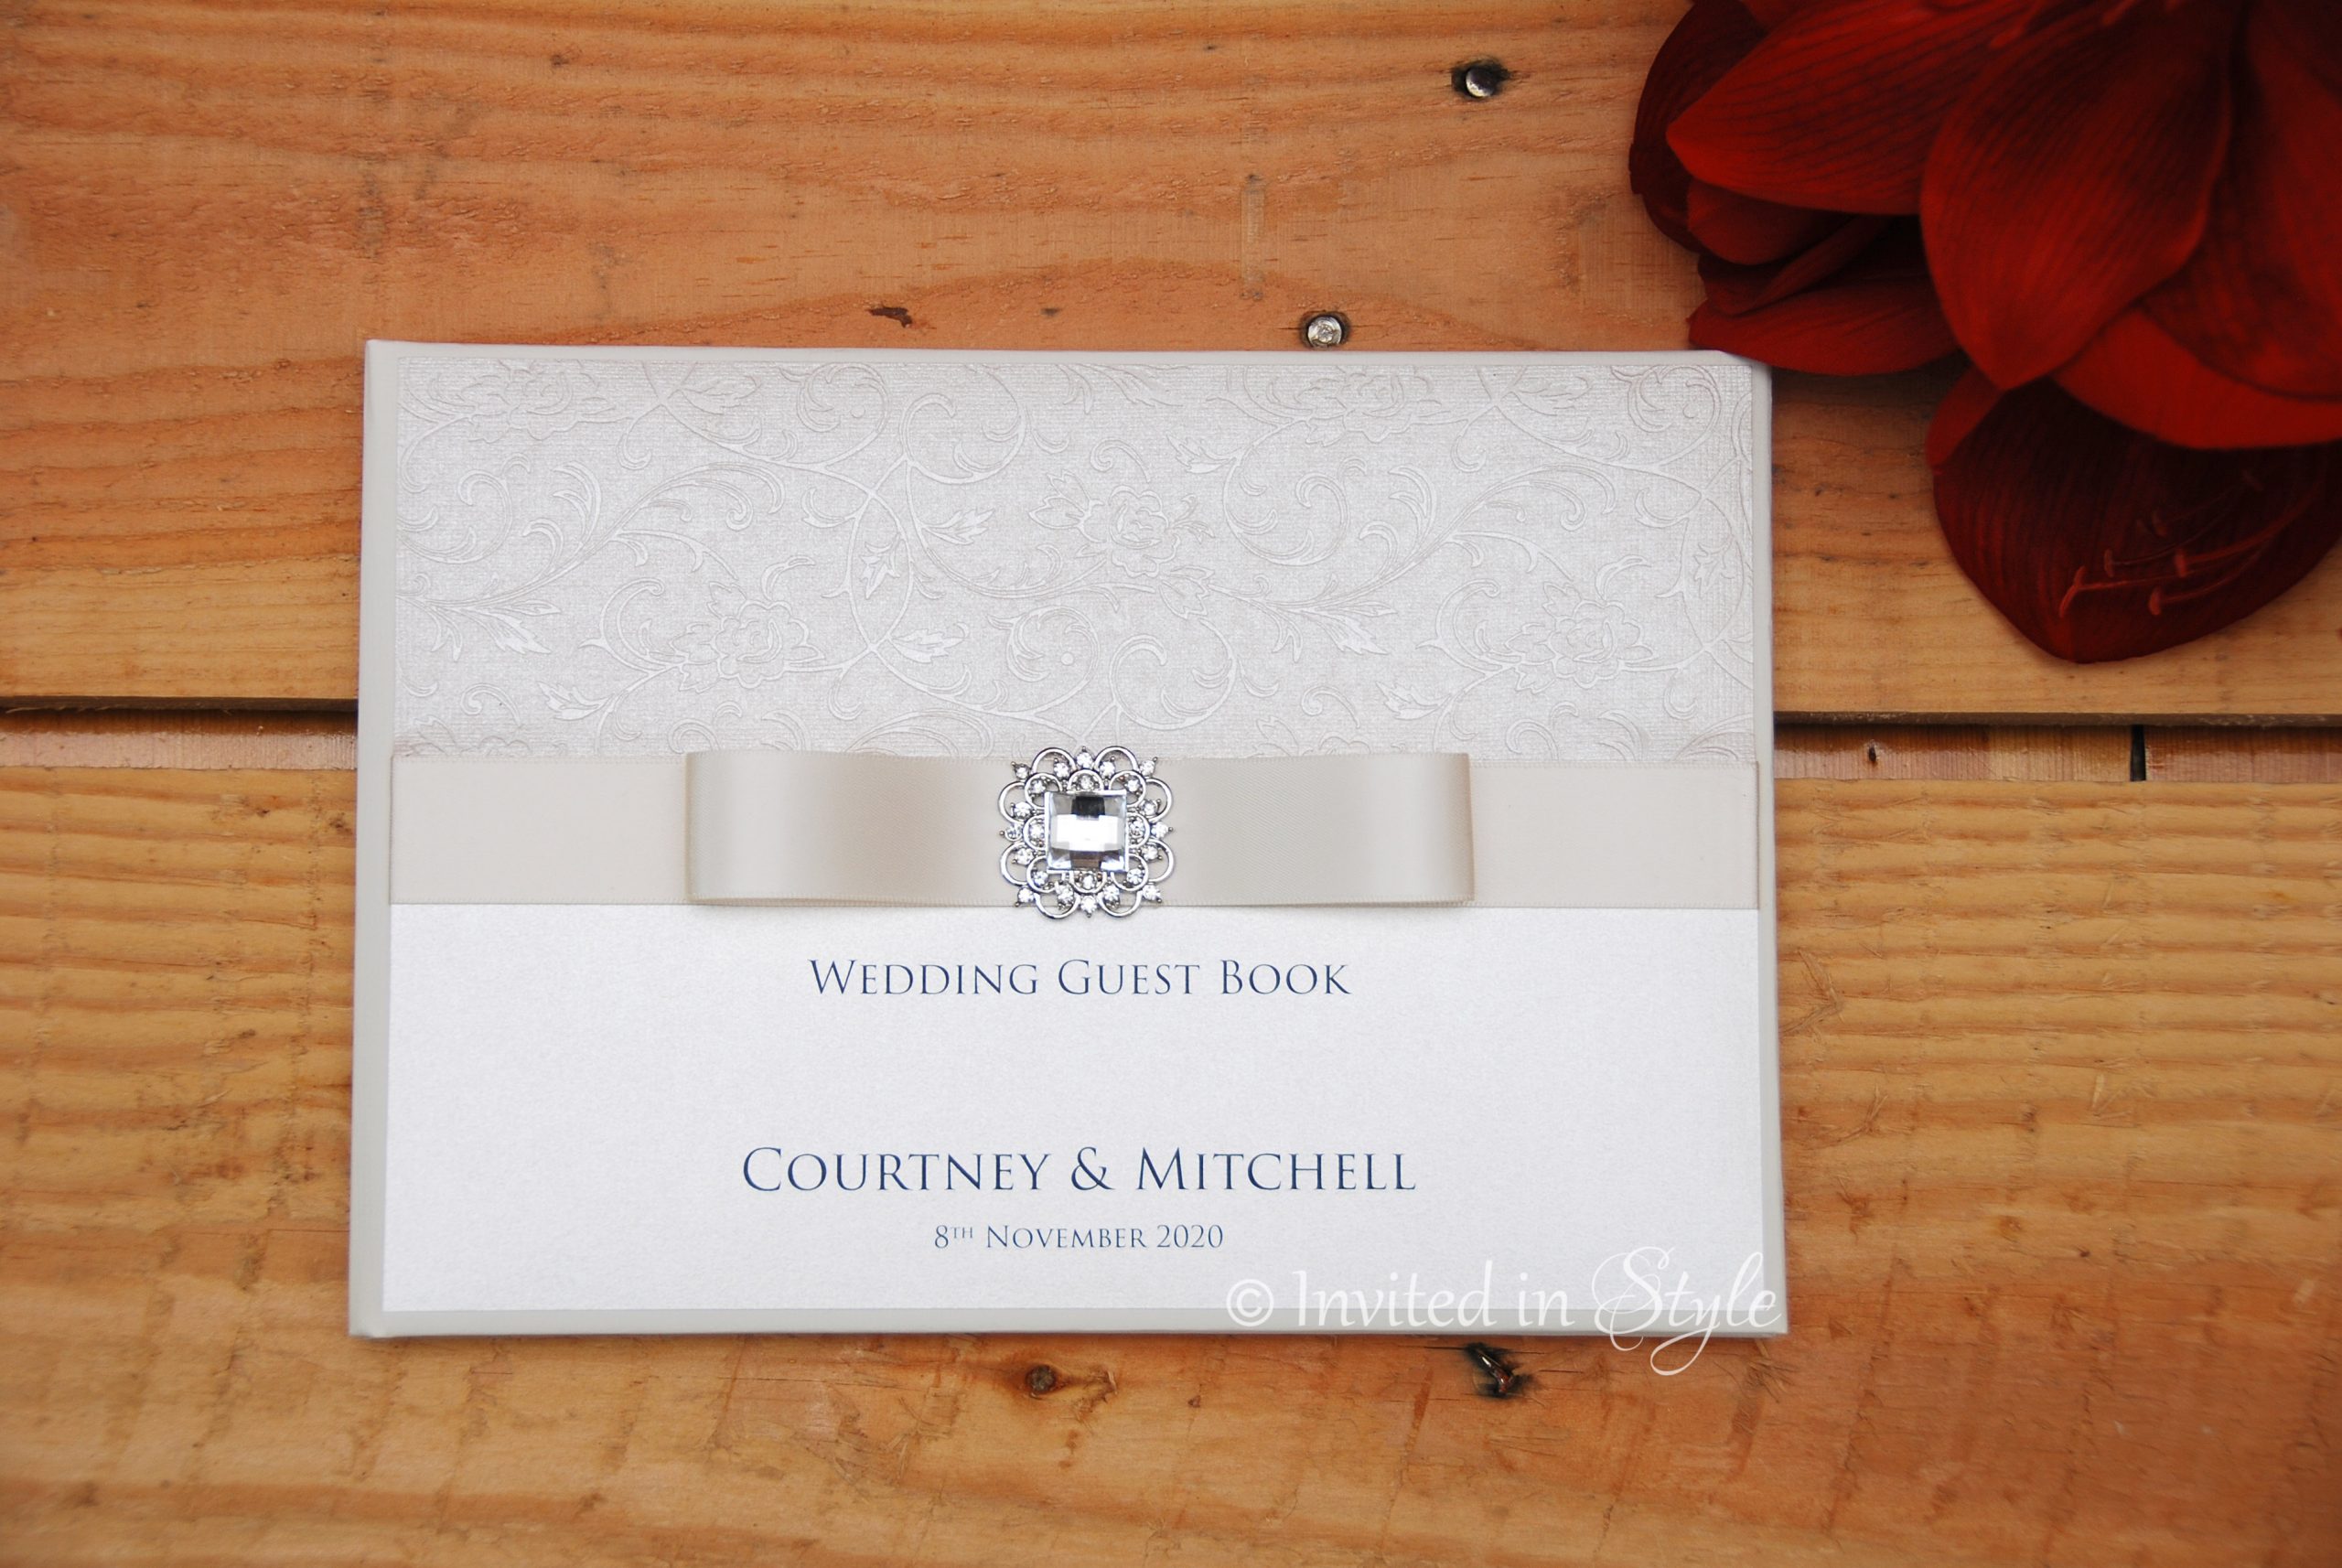 WEDDING GUEST BOOK
COURTNEY & MITCHELL
8TH NOVEMBER 2020
© Invited in Style